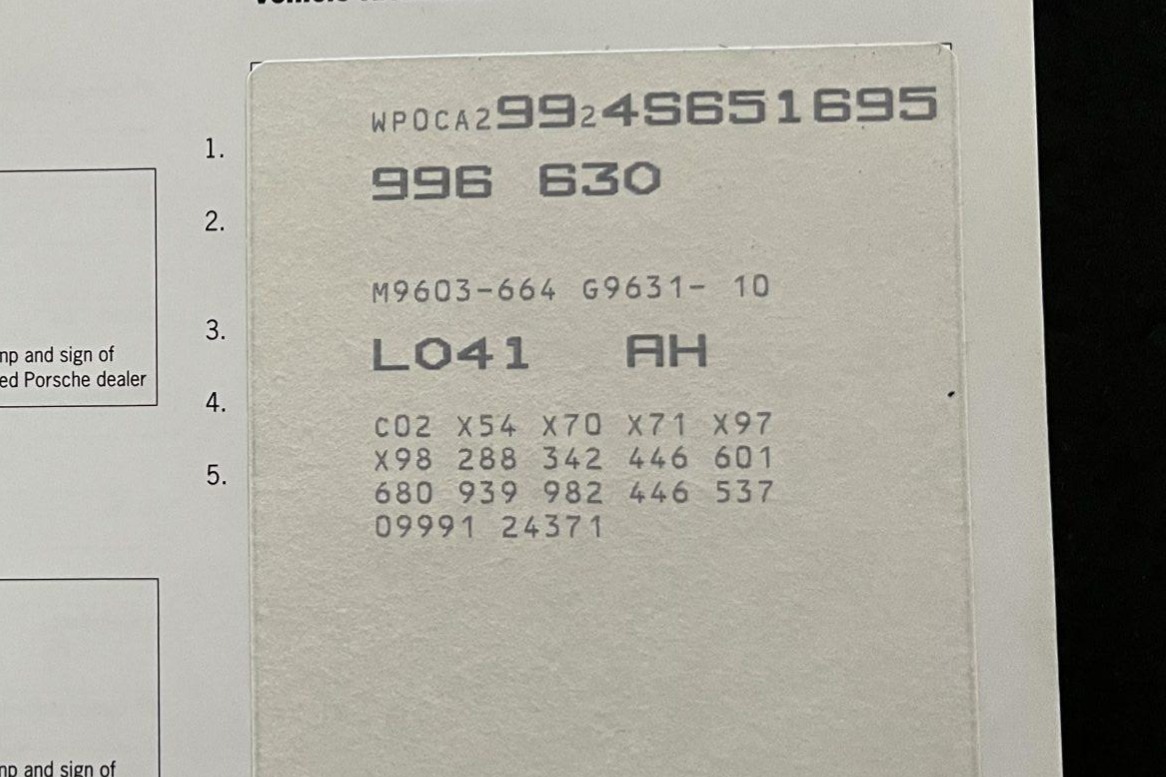 WP0CA29924S651695
1.
996 630
2.
M9603-664 G9631- 10
3.
L041 AH
np and sign of
ed Porsche dealer
4.
C02 X54 X70 X71 X97
X98 288 342 446 601
5.
680 939 982 446 537
09991 24371
np and sign of